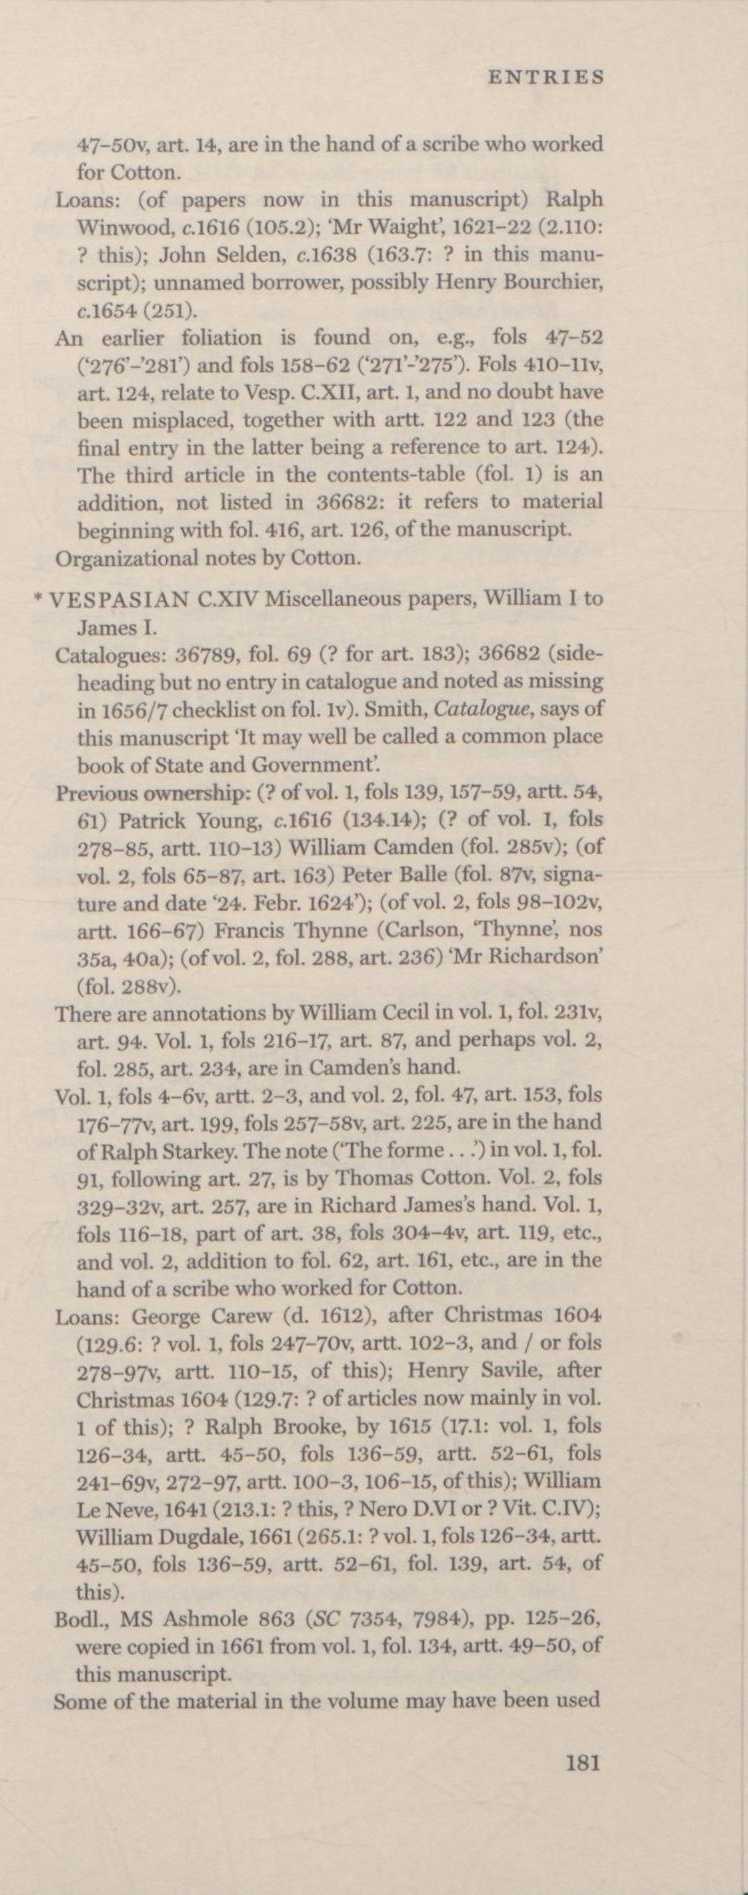 ENTRIES
47–50v, art. 14, are in the hand of a scribe who worked
for Cotton.
Loans: (of papers now in this manuscript) Ralph
Winwood, c.1616 (105.2); ‘Mr Waight’, 1621–22 (2.110:
? this); John Selden, c.1638 (163.7: ? in this manu-
script); unnamed borrower, possibly Henry Bourchier,
c.1654 (251).
An earlier foliation is found on, e.g., fols 47–52
(‘276’–’281’) and fols 158–62 (‘271’-’275’). Fols 410–11v,
art. 124, relate to Vesp. C.XII, art. 1, and no doubt have
been misplaced, together with artt. 122 and 123 (the
final entry in the latter being a reference to art. 124).
The third article in the contents-table (fol. 1) is an
addition, not listed in 36682: it refers to material
beginning with fol. 416, art. 126, of the manuscript.
Organizational notes by Cotton.
* VESPASIAN C.XIV Miscellaneous papers, William I to
James I.
Catalogues: 36789, fol. 69 (? for art. 183); 36682 (side-
heading but no entry in catalogue and noted as missing
in 1656/7 checklist on fol. 1v). Smith, Catalogue, says of
this manuscript ‘It may well be called a common place
book of State and Government’.
Previous ownership: (? of vol. 1, fols 139, 157–59, artt. 54,
61) Patrick Young, c.1616 (134.14); (? of vol. 1, fols
278–85, artt. 110–13) William Camden (fol. 285v); (of
vol. 2, fols 65–87, art. 163) Peter Balle (fol. 87v, signa-
ture and date ‘24. Febr. 1624’); (of vol. 2, fols 98–102v,
artt. 166–67) Francis Thynne (Carlson, ‘Thynne’, nos
35a, 40a); (of vol. 2, fol. 288, art. 236) ‘Mr Richardson’
(fol. 288v).
There are annotations by William Cecil in vol. 1, fol. 231v,
art. 94. Vol. 1, fols 216–17, art. 87, and perhaps vol. 2,
fol. 285, art. 234, are in Camden’s hand.
Vol. 1, fols 4–6v, artt. 2–3, and vol. 2, fol. 47, art. 153, fols
176–77v, art. 199, fols 257–58v, art. 225, are in the hand
of Ralph Starkey. The note (‘The forme . . .’) in vol. 1, fol.
91, following art. 27, is by Thomas Cotton. Vol. 2, fols
329–32v, art. 257, are in Richard James’s hand. Vol. 1,
fols 116–18, part of art. 38, fols 304–4v, art. 119, etc.,
and vol. 2, addition to fol. 62, art. 161, etc., are in the
hand of a scribe who worked for Cotton.
Loans: George Carew (d. 1612), after Christmas 1604
(129.6: ? vol. 1, fols 247–70v, artt. 102–3, and / or fols
278–97v, artt. 110–15, of this); Henry Savile, after
Christmas 1604 (129.7: ? of articles now mainly in vol.
1 of this); ? Ralph Brooke, by 1615 (17.1: vol. 1, fols
126–34, artt. 45–50, fols 136–59, artt. 52–61, fols
241–69v, 272–97, artt. 100–3, 106–15, of this); William
Le Neve, 1641 (213.1: ? this, ? Nero D.VI or ? Vit. C.IV);
William Dugdale, 1661 (265.1: ? vol. 1, fols 126–34, artt.
45–50, fols 136–59, artt. 52–61, fol. 139, art. 54, of
this).
Bodl., MS Ashmole 863 (SC 7354, 7984), pp. 125–26,
were copied in 1661 from vol. 1, fol. 134, artt. 49–50, of
this manuscript.
Some of the material in the volume may have been used
181